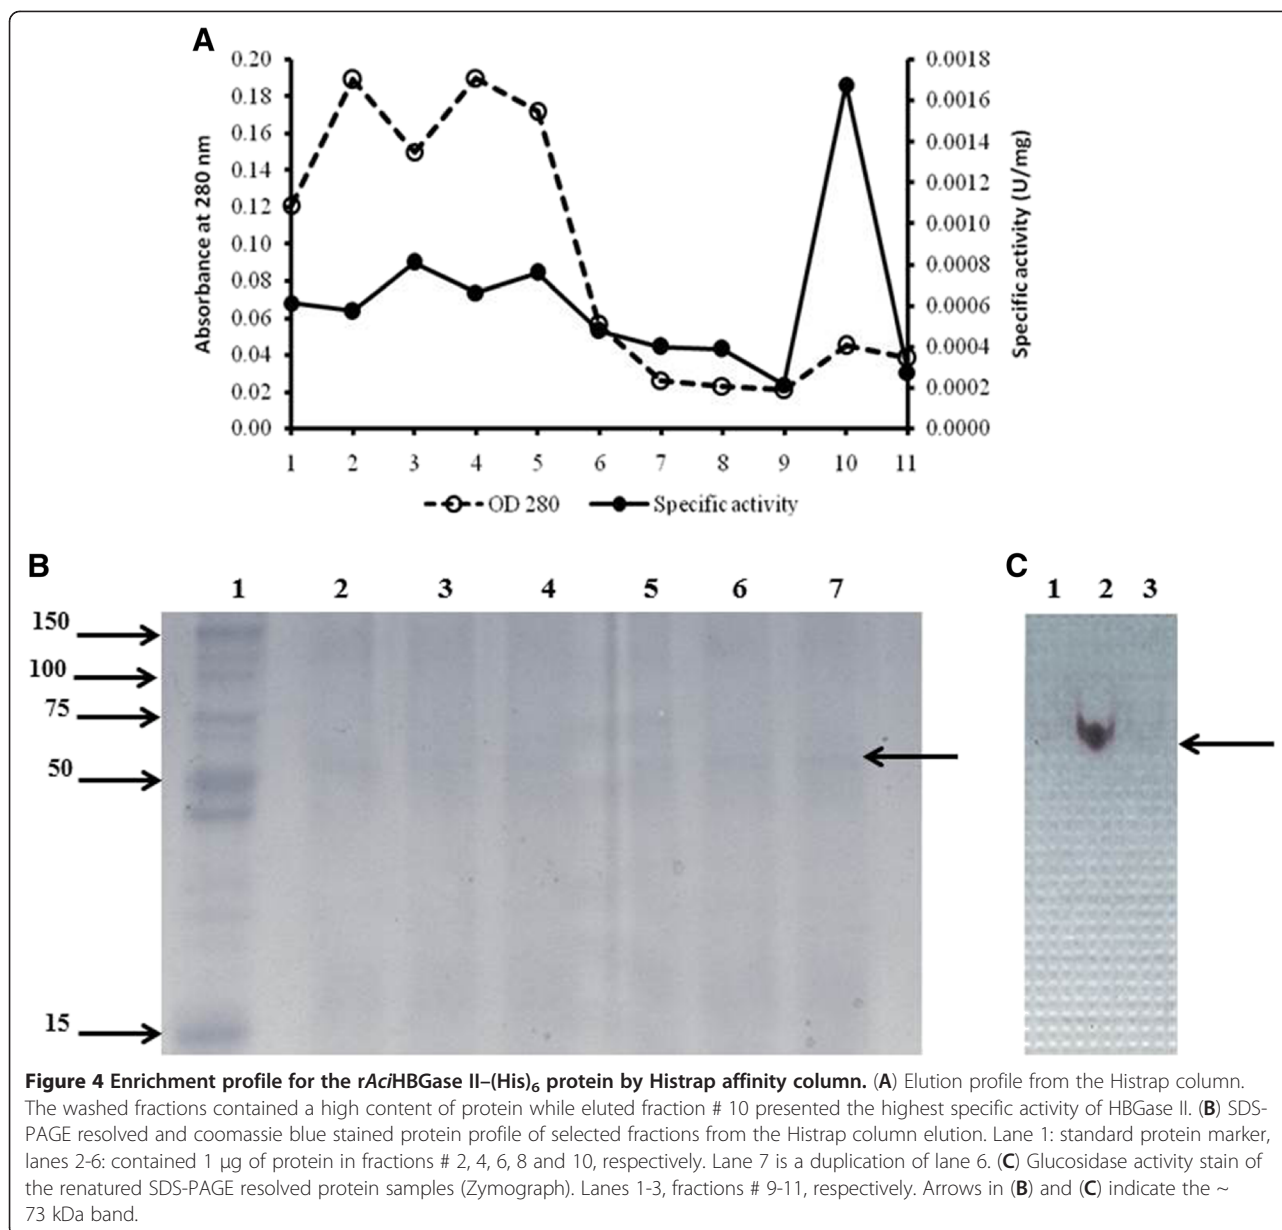 A
0.20
0.18
0.16
0.14
0.12
0.10
0.08
0.06
0.04
0.02
0.00
Absorbance at 280 nm
0.0018
0.0016
0.0014
0.0012
0.0010
0.0008
0.0006
0.0004
0.0002
0.0000
Specific activity (U/mg)
1 2 3 4 5 6 7 8 9 10 11
OD 280 Specific activity
B
1 2 3 4 5 6 7
150
100
75
50
15
C
1 2 3
Figure 4 Enrichment profile for the rAciHBGase II–(His)6 protein by Histrap affinity column. (A) Elution profile from the Histrap column.
The washed fractions contained a high content of protein while eluted fraction # 10 presented the highest specific activity of HBGase II. (B) SDS-
PAGE resolved and coomassie blue stained protein profile of selected fractions from the Histrap column elution. Lane 1: standard protein marker,
lanes 2-6: contained 1 μg of protein in fractions # 2, 4, 6, 8 and 10, respectively. Lane 7 is a duplication of lane 6. (C) Glucosidase activity stain of
the renatured SDS-PAGE resolved protein samples (Zymograph). Lanes 1-3, fractions # 9-11, respectively. Arrows in (B) and (C) indicate the ~
73 kDa band.